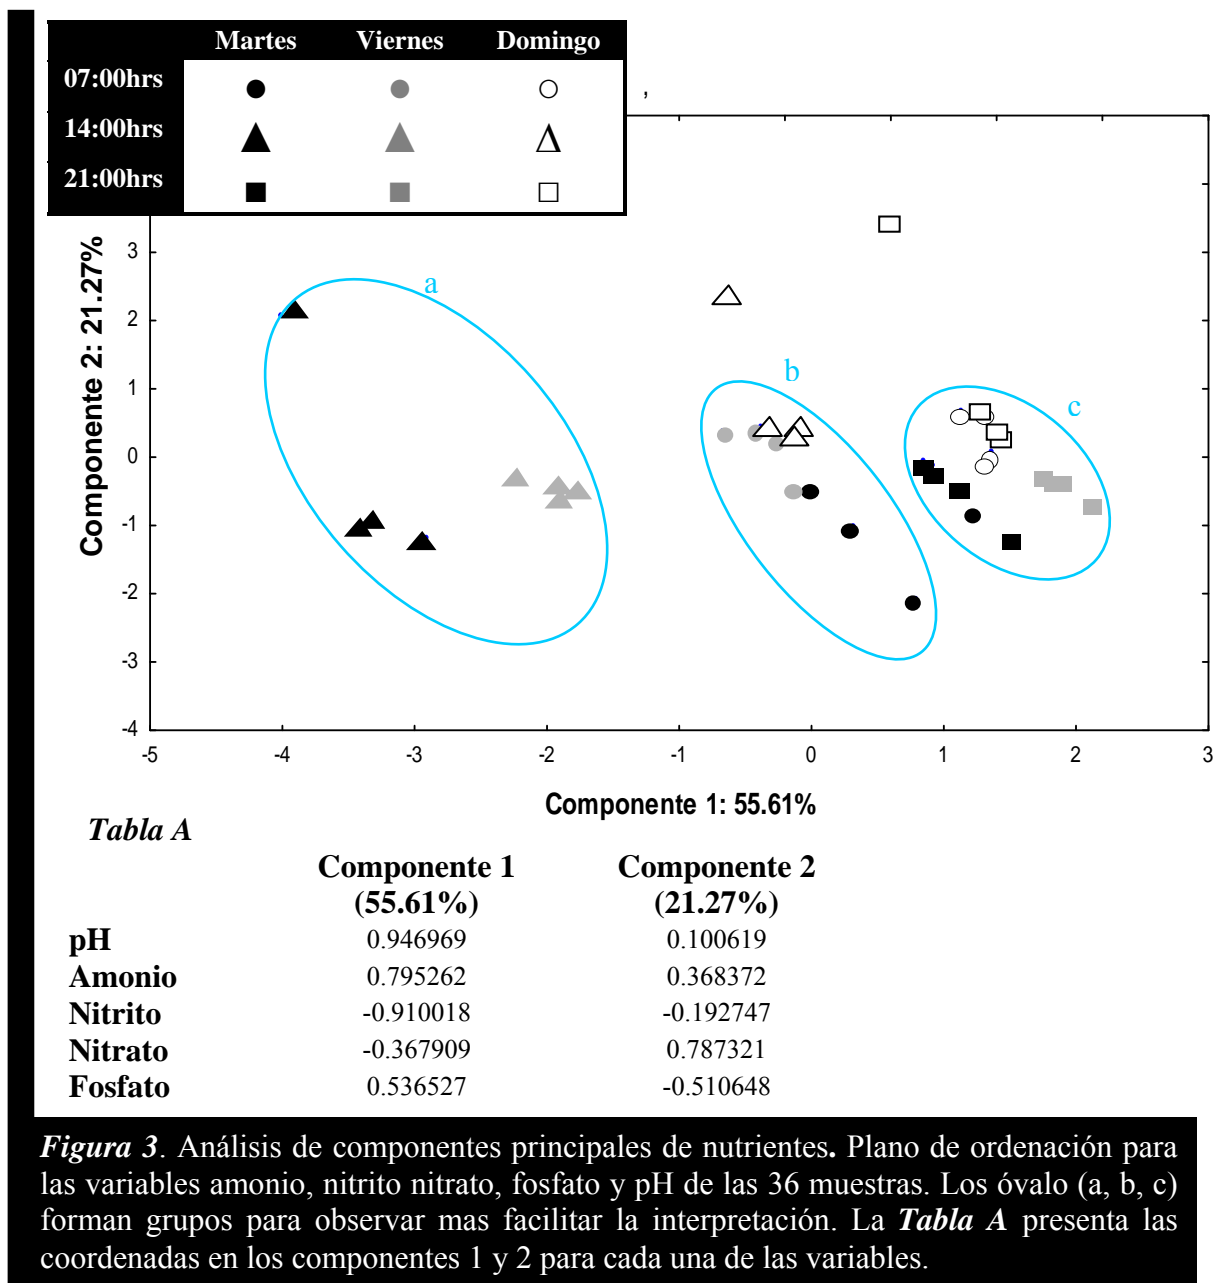 Martes Viernes Domingo
07:00hrs
14:00hrs
21:00hrs
,
Componente 2: 21.27%
3
2
1
0
-1
-2
-3
-4
a
b
c
-5 -4 -3 -2 -1 0 1 2 3
Componente 1: 55.61%
Tabla A
Componente 1 Componente 2
(55.61%) (21.27%)
pH 0.946969 0.100619
Amonio 0.795262 0.368372
Nitrito -0.910018 -0.192747
Nitrato -0.367909 0.787321
Fosfato 0.536527 -0.510648
Figura 3. Análisis de componentes principales de nutrientes. Plano de ordenación para
las variables amonio, nitrito nitrato, fosfato y pH de las 36 muestras. Los óvalo (a, b, c)
forman grupos para observar mas facilitar la interpretación. La Tabla A presenta las
coordenadas en los componentes 1 y 2 para cada una de las variables.